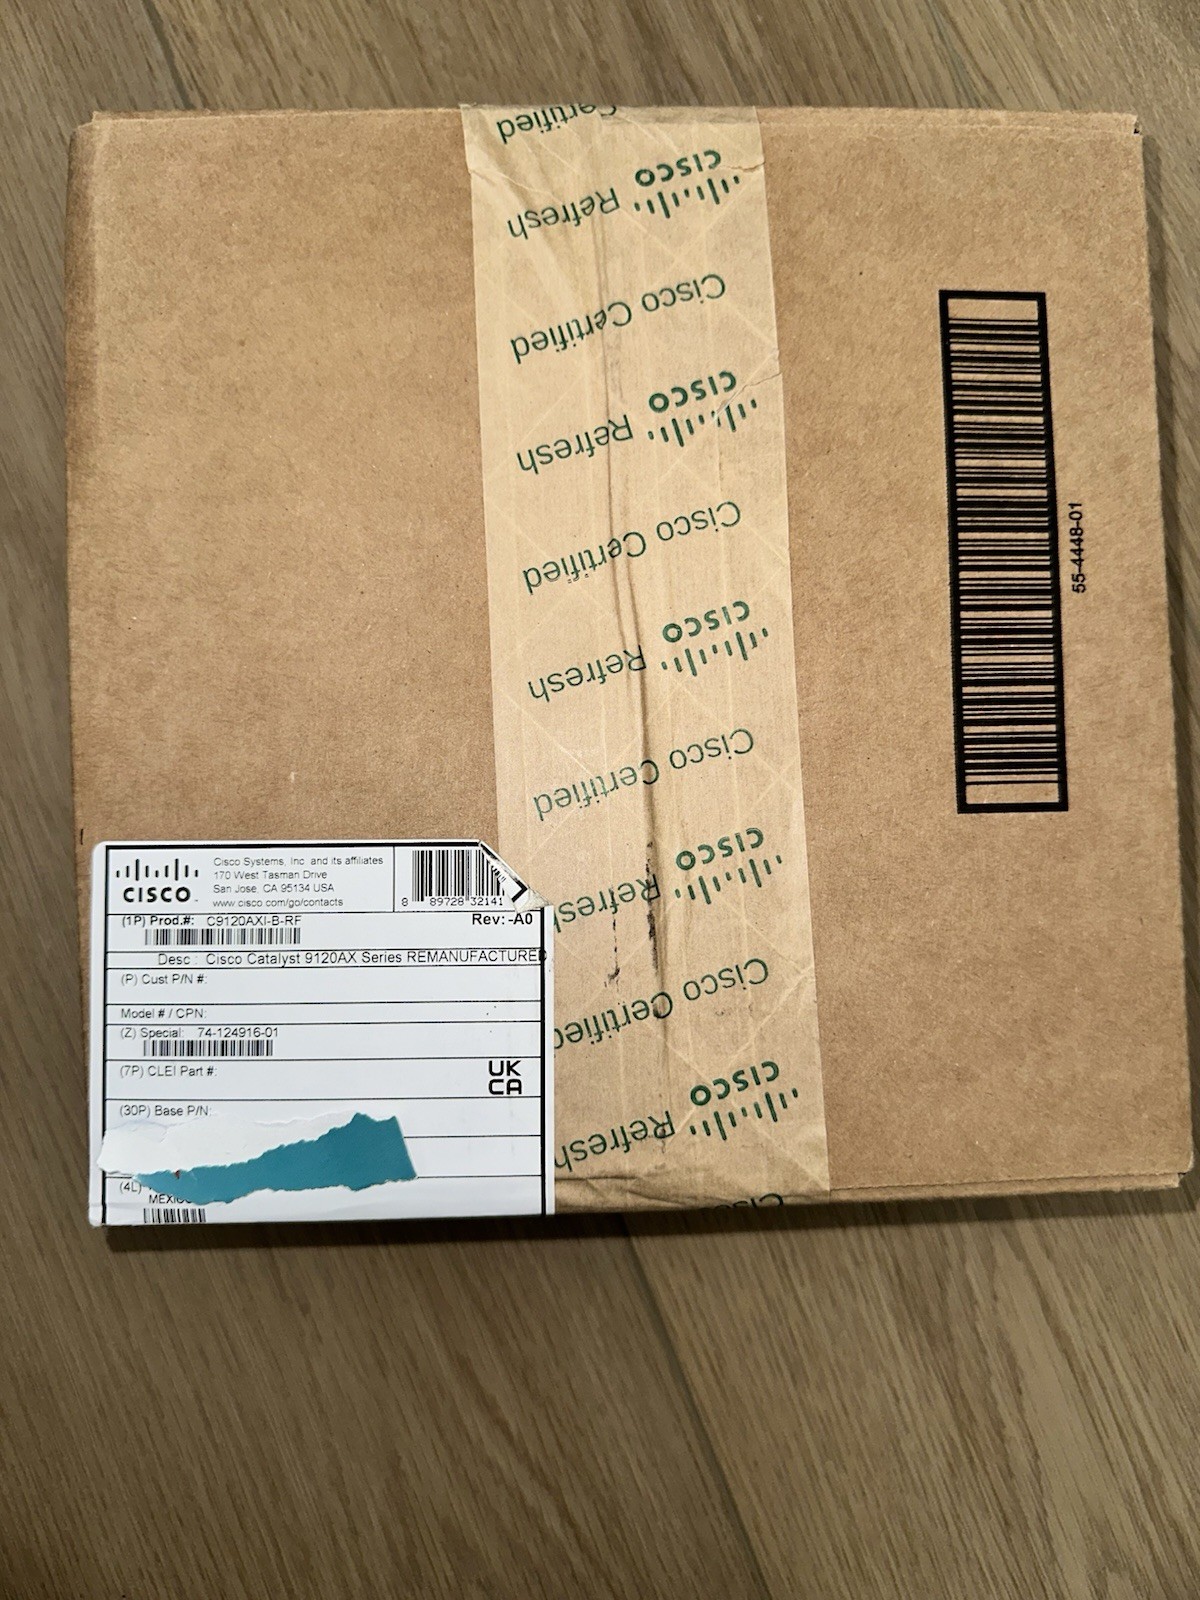 Certified
CISCO
Refresh
Cisco Certified
CISCO
Refresh
Cisco Certified
CISCO
Refresh
Cisco Certified
CISCO
Refresh
Cisco Certified
CISCO
Refresh
55-4448-01
CISCO
Cisco Systems, Inc and its affiliates
170 West Tasman Drive
San Jose, CA 95134 USA
www.cisco.com/go/contacts
8 89728 32141
(1P) Prod.#: C9120AXI-B-RF
Rev: -A0
Desc : Cisco Catalyst 9120AX Series REMANUFACTURED
(P) Cust P/N #:
Model # / CPN:
(Z) Special: 74-124916-01
(7P) CLEI Part #:
UK
CA
(30P) Base P/N:
(4L)
MEXICO